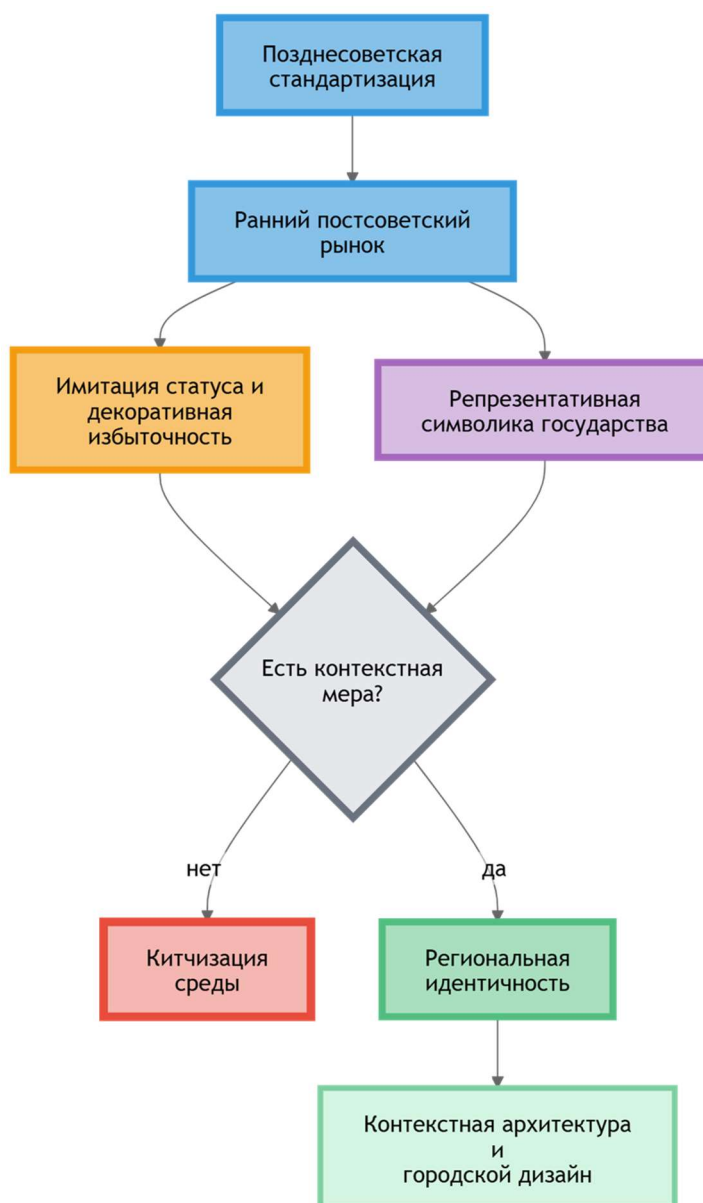 Позднесоветская
стандартизация
Ранний постсоветский
рынок
Имитация статуса и
декоративная
избыточность
Репрезентативная
символика государства
Есть контекстная
мера?
нет
да
Китчизация
среды
Региональная
идентичность
Контекстная архитектура
и
городской дизайн